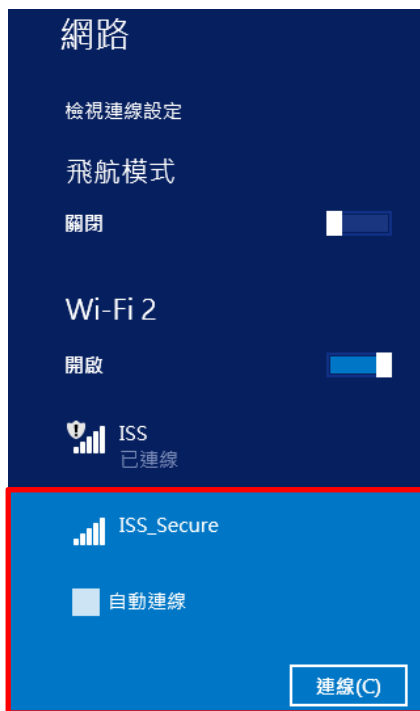 網路
檢視連線設定
飛航模式
關閉
Wi-Fi 2
開啟
ISS
已連線
ISS_Secure
自動連線
連線(C)